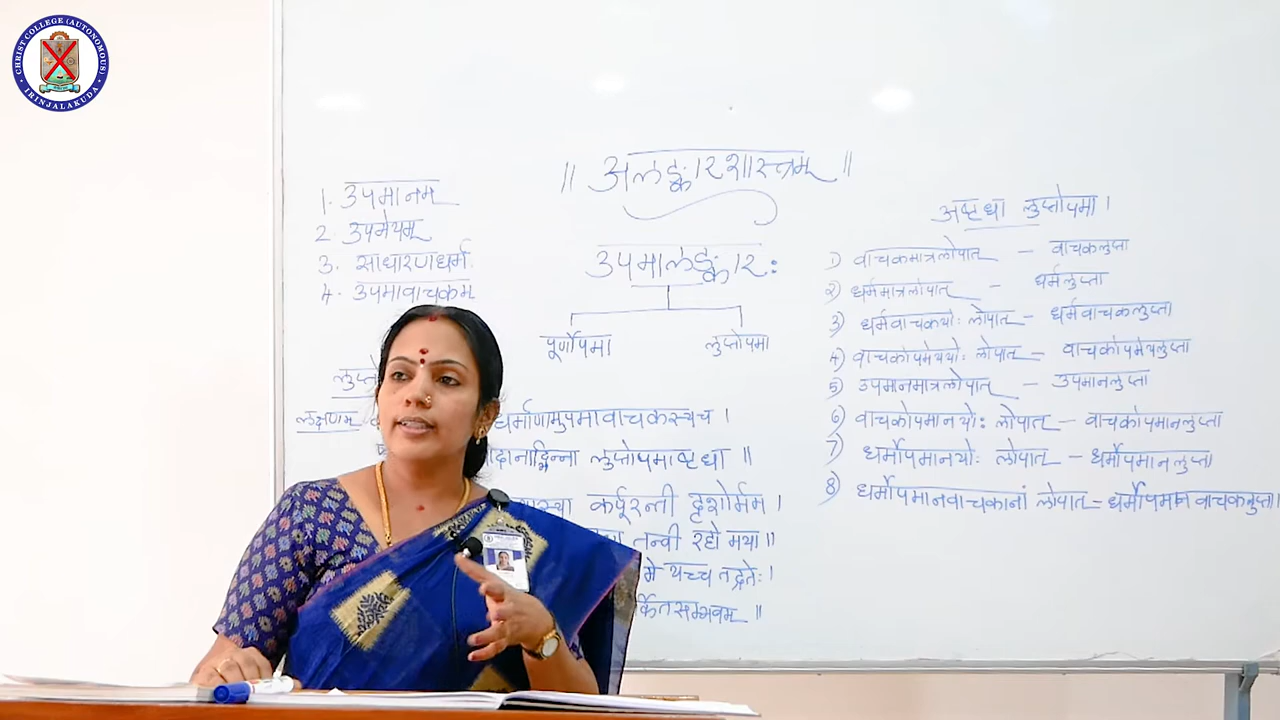 CHRIST COLLEGE (AUTONOMOUS)
IRINJALAKUDA
॥ अलङ्कारशास्त्रम् ॥
1. उपमानम्
2. उपमेयम्
3. साधारणधर्मः
4. उपमावाचकम्
उपमालङ्कारः
पूर्णोपमा
लुप्तोपमा
लक्षणम्
धर्माणामुपमावाचकस्य च ।
लुप्तोपमाष्टधा ॥
कर्पूरन्ती दृशोर्मम ।
तन्वी रहो मया ॥
मे यच्च तद्रतेः ।
॥
अष्टधा लुप्तोपमा ।
1) वाचकमात्रलोपात् - वाचकलुप्ता
2) धर्ममात्रलोपात् - धर्मलुप्ता
3) धर्मवाचकयोः लोपात् - धर्मवाचकलुप्ता
4) वाचकोपमेययोः लोपात् - वाचकोपमेयलुप्ता
5) उपमानमात्रलोपात् - उपमानलुप्ता
6) वाचकोपमानयोः लोपात् - वाचकोपमानलुप्ता
7) धर्मोपमानयोः लोपात् - धर्मोपमानलुप्ता
8) धर्मोपमानवाचकानां लोपात् = धर्मोपमान वाचकलुप्ता